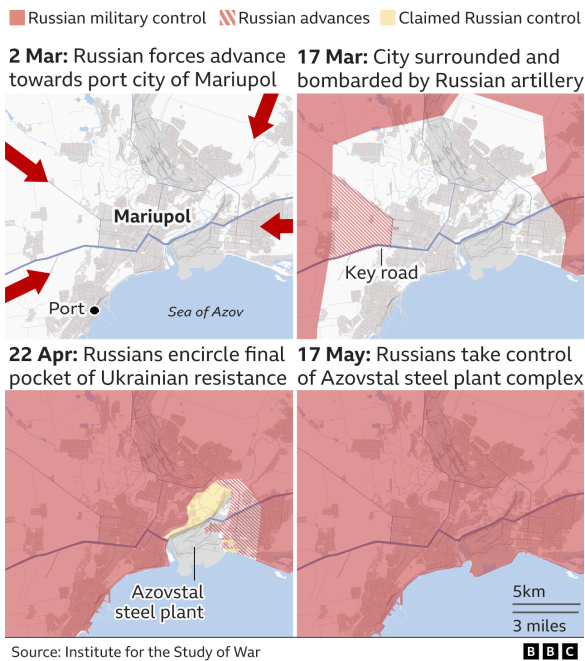 Russian military control
Russian advances
Claimed Russian control
2 Mar: Russian forces advance
towards port city of Mariupol
17 Mar: City surrounded and
bombarded by Russian artillery
Mariupol
Port
Sea of Azov
Key road
22 Apr: Russians encircle final
pocket of Ukrainian resistance
17 May: Russians take control
of Azovstal steel plant complex
Azovstal
steel plant
5km
3 miles
Source: Institute for the Study of War
BBC